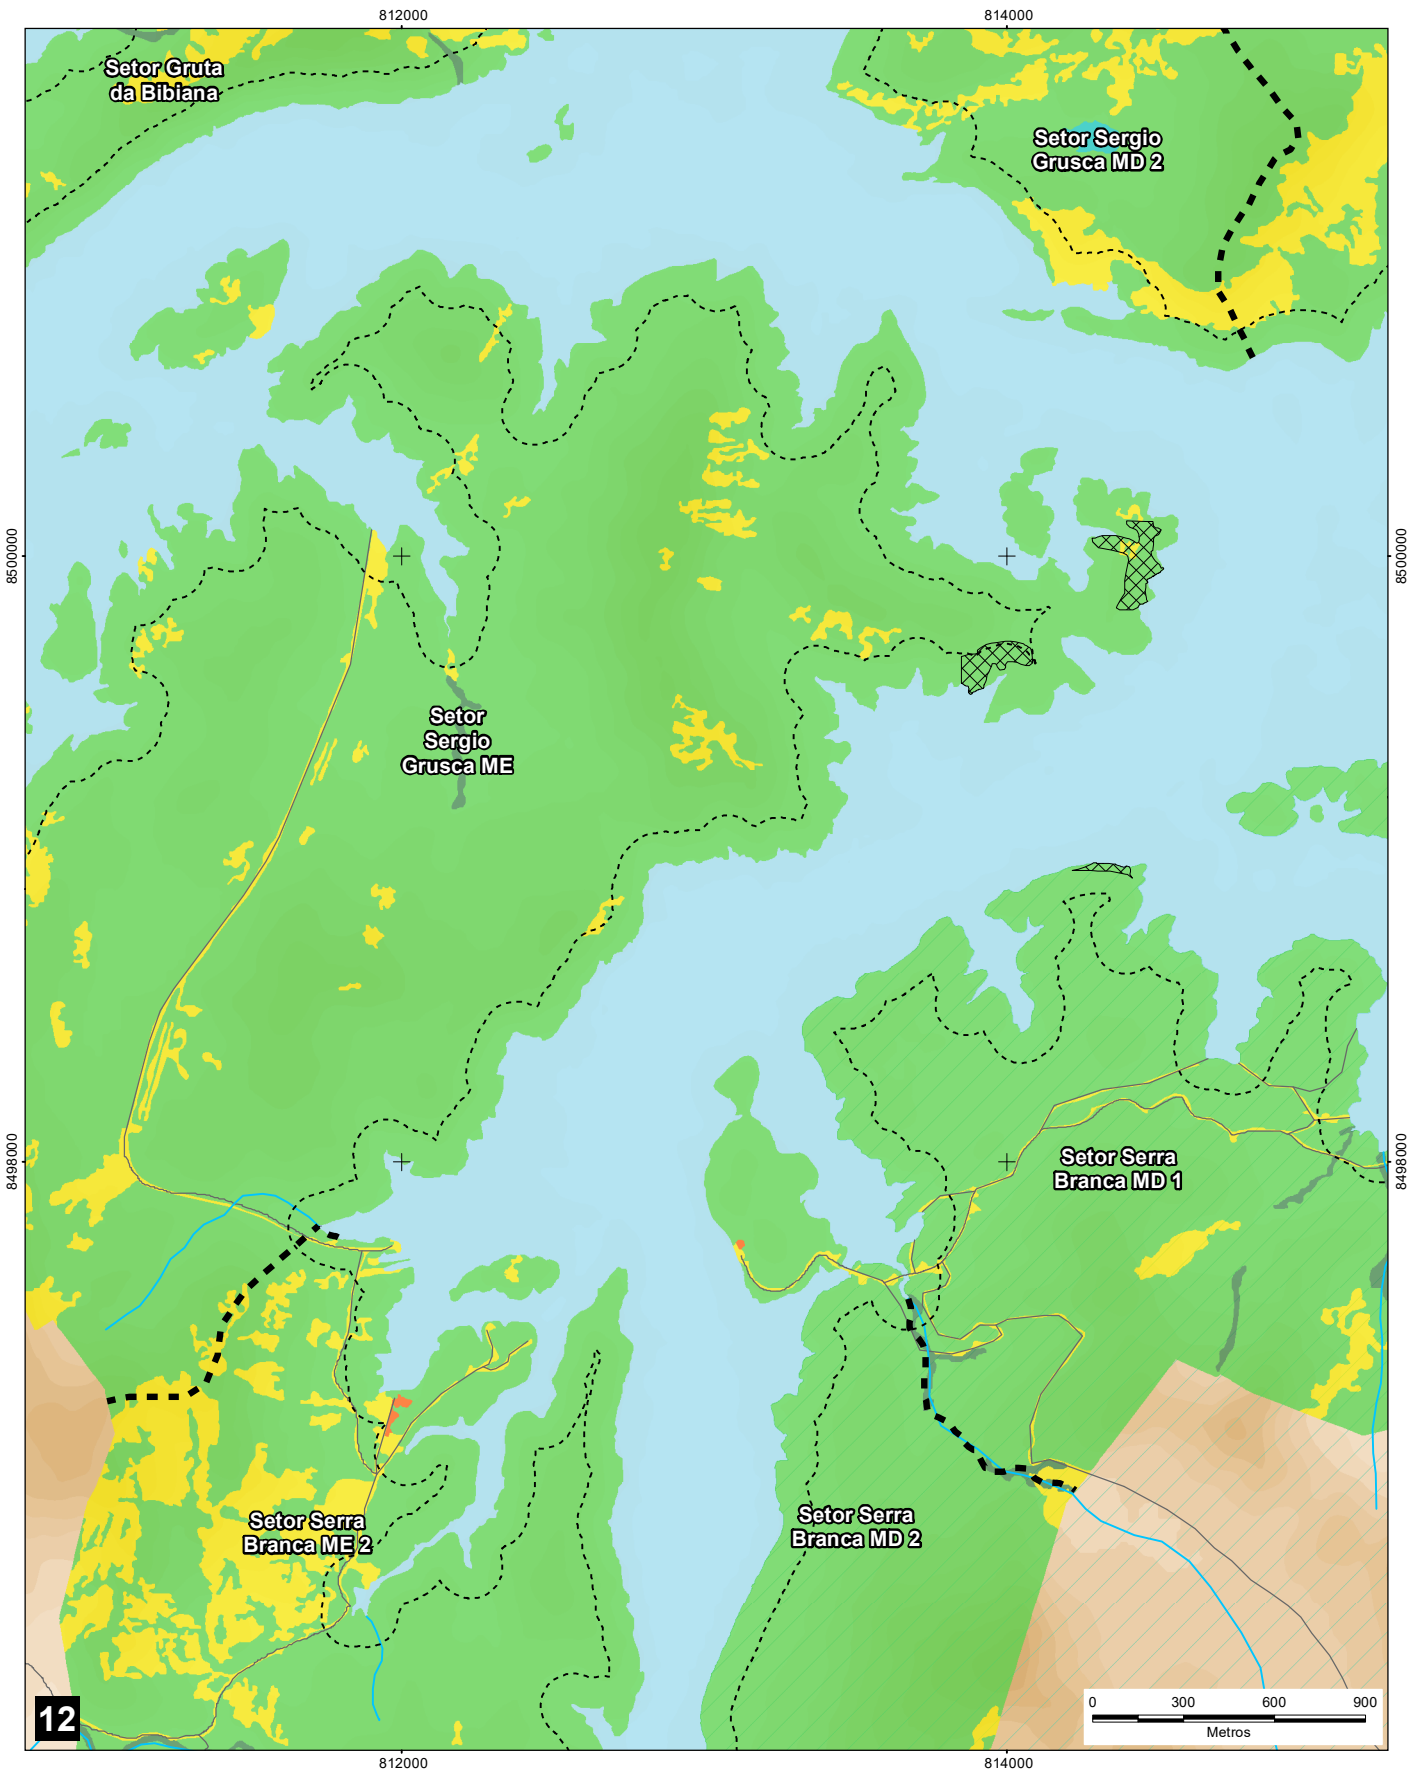 812000
814000
Setor Gruta
da Bibiana
Setor Sergio
Grusca MD 2
8500000
8500000
Setor
Sergio
Grusca ME
8498000
8498000
Setor Serra
Branca MD 1
Setor Serra
Branca ME 2
Setor Serra
Branca MD 2
12
0 300 600 900
Metros
812000
814000